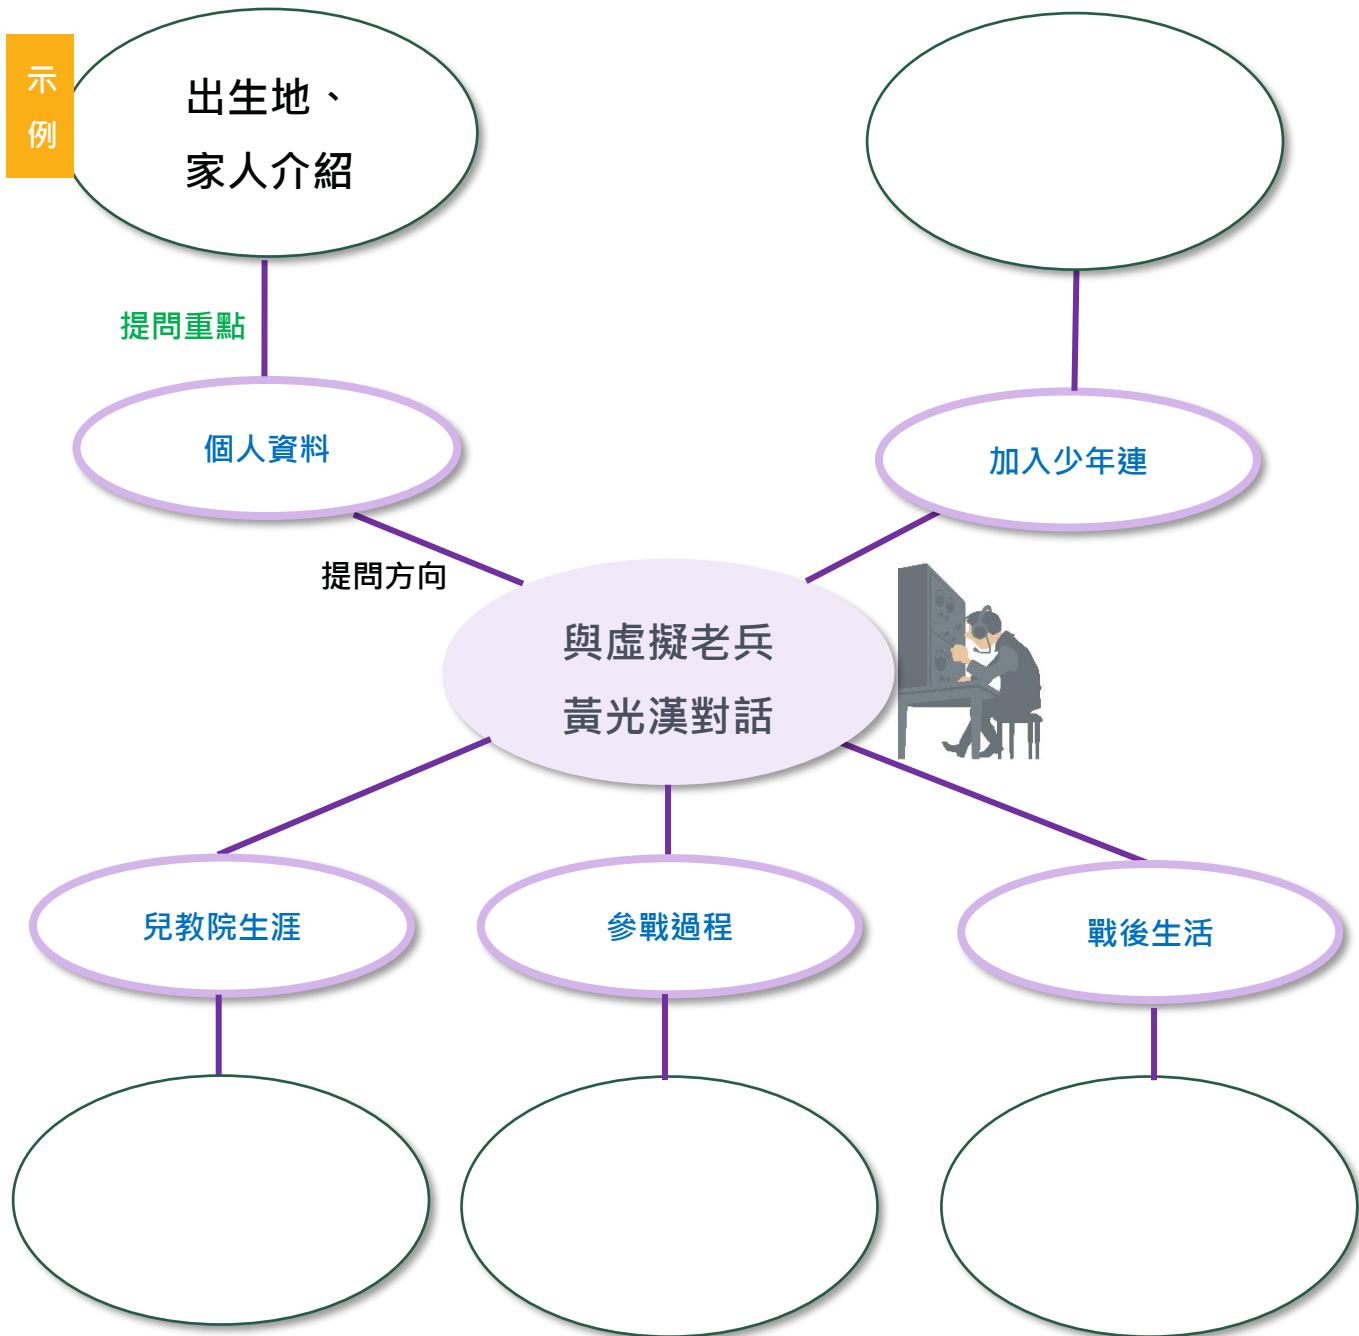 示
例
出生地、
家人介紹
提問重點
個人資料
加入少年連
提問方向
與虛擬老兵
黃光漢對話
兒教院生涯
參戰過程
戰後生活